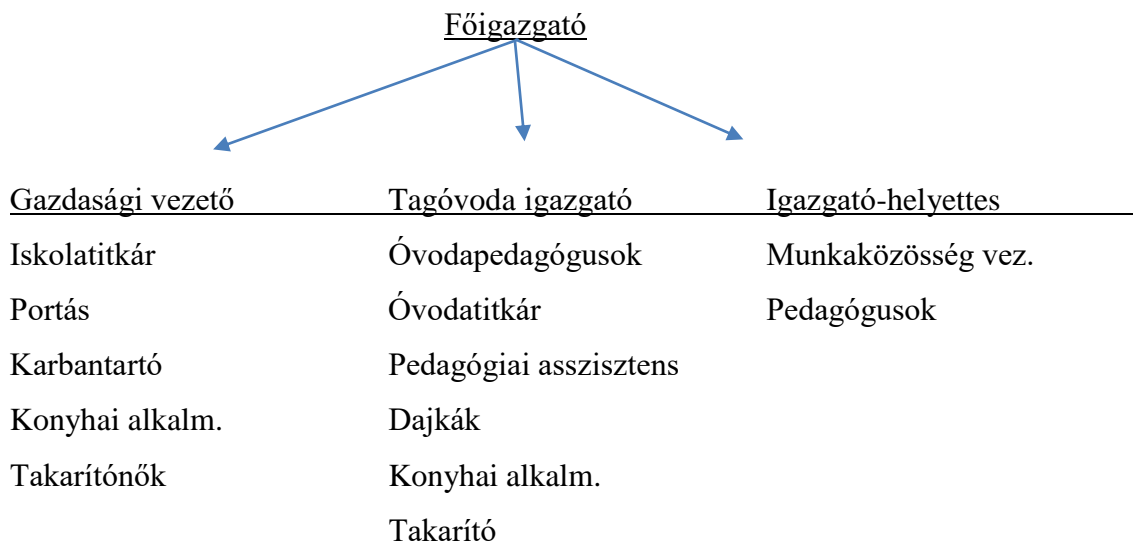 Főigazgató
Gazdasági vezető Tagóvoda igazgató Igazgató-helyettes
Iskolatitkár Óvodapedagógusok Munkaközösség vez.
Portás Óvodatitkár Pedagógusok
Karbantartó Pedagógiai asszisztens
Konyhai alkalm. Dajkák
Takarítónők Konyhai alkalm.
Takarító